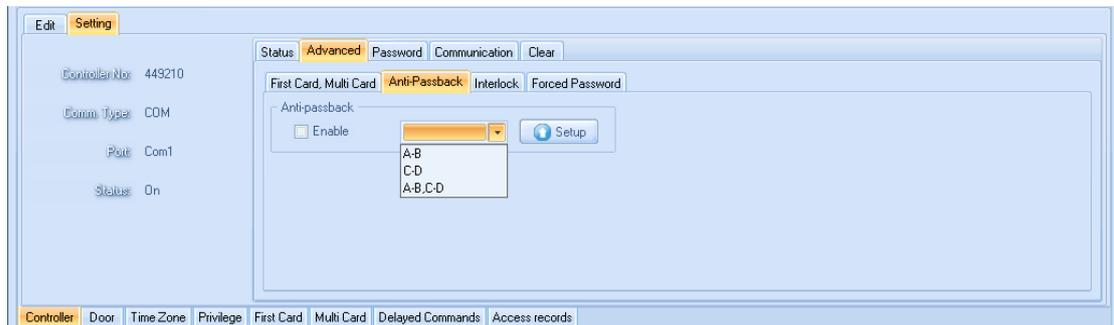 Edit Setting
Status Advanced Password Communication Clear
Controller No: 449210
First Card, Multi Card Anti-Passback Interlock Forced Password
Anti-passback
Comm. Type: COM
Enable Setup
Port: Com1
A-B
C-D
A-B,C-D
Status: On
Controller Door Time Zone Privilege First Card Multi Card Delayed Commands Access records